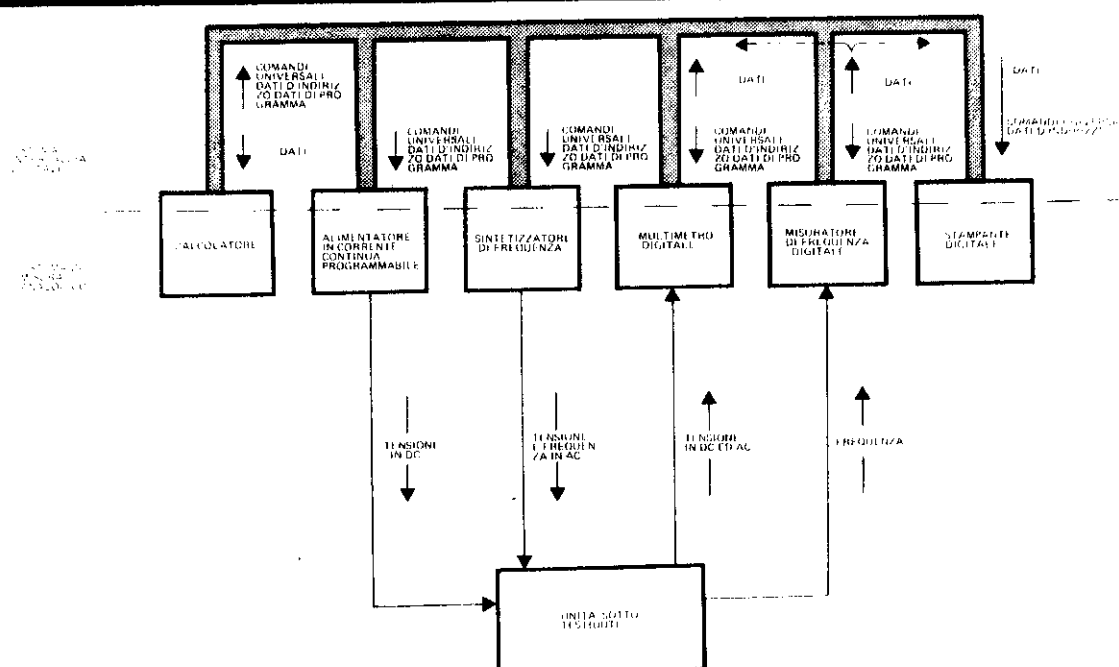 COMANDI
UNIVERSALI
DATI D'INDIRIZ
ZO DATI DI PRO
GRAMMA
DATI
COMANDI
UNIVERSALI
DATI D'INDIRIZ
ZO DATI DI PRO
GRAMMA
COMANDI
UNIVERSALI
DATI D'INDIRIZ
ZO DATI DI PRO
GRAMMA
DATI
COMANDI
UNIVERSALI
DATI D'INDIRIZ
ZO DATI DI PRO
GRAMMA
DATI
COMANDI
UNIVERSALI
DATI D'INDIRIZ
ZO DATI DI PRO
GRAMMA
DATI
COMANDI
CALCOLATORE
ALIMENTATORE
IN CORRENTE
CONTINUA
PROGRAMMABILE
SINTETIZZATORE
DI FREQUENZA
MULTIMETRO
DIGITALE
MISURATORE
DI FREQUENZA
DIGITALE
STAMPANTE
DIGITALE
TENSIONE
IN DC
TENSIONE
E FREQUEN
ZA IN AC
TENSIONE
IN DC ED AC
FREQUENZA
UNITA SOTTO